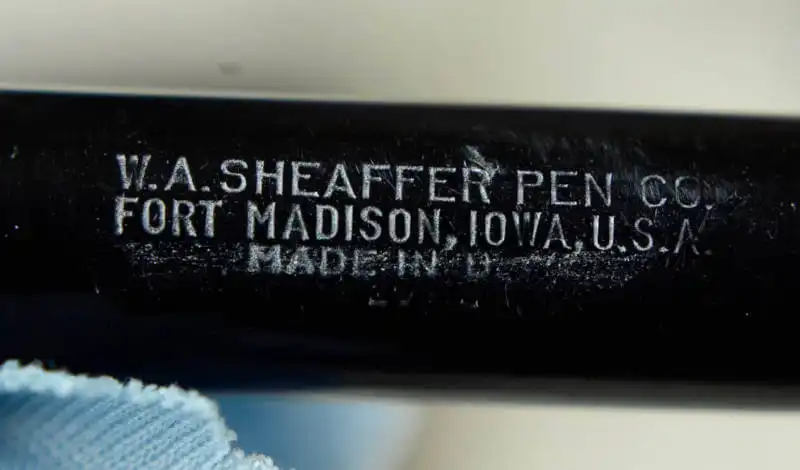 W.A.SHEAFFER PEN CO.
FORT MADISON, IOWA, U.S.A.
MADE IN